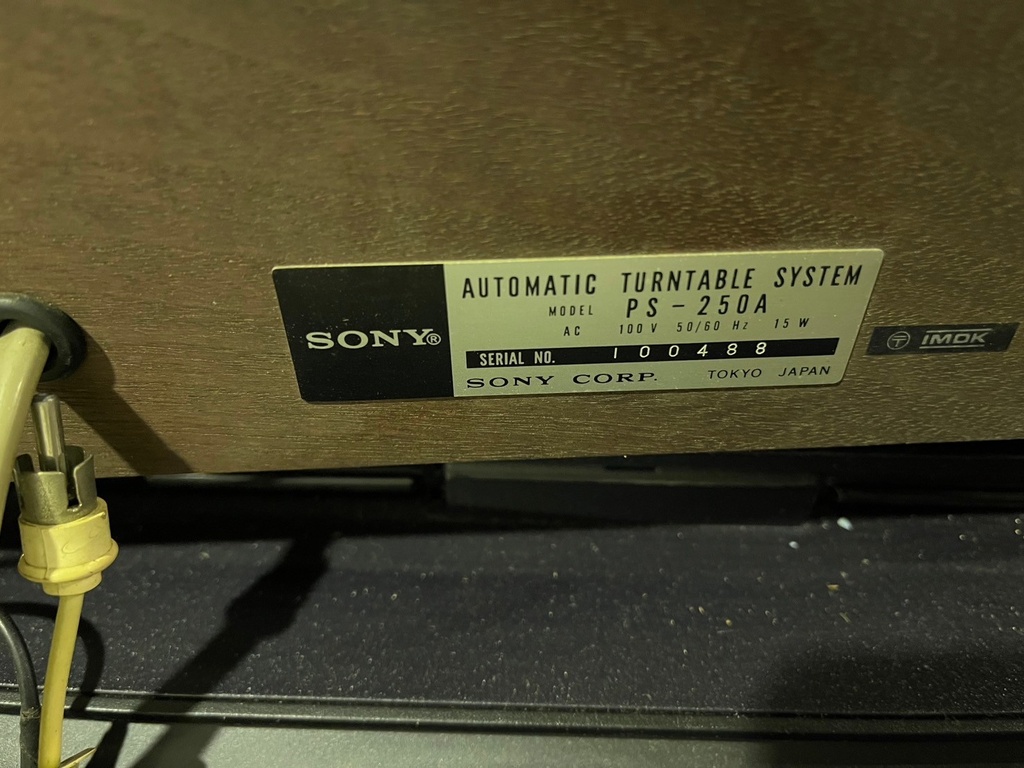 SONY®
AUTOMATIC TURNTABLE SYSTEM
MODEL PS-250A
AC 100 V 50/60 Hz 15 W
SERIAL NO. 100488
SONY CORP. TOKYO JAPAN
T IMDK